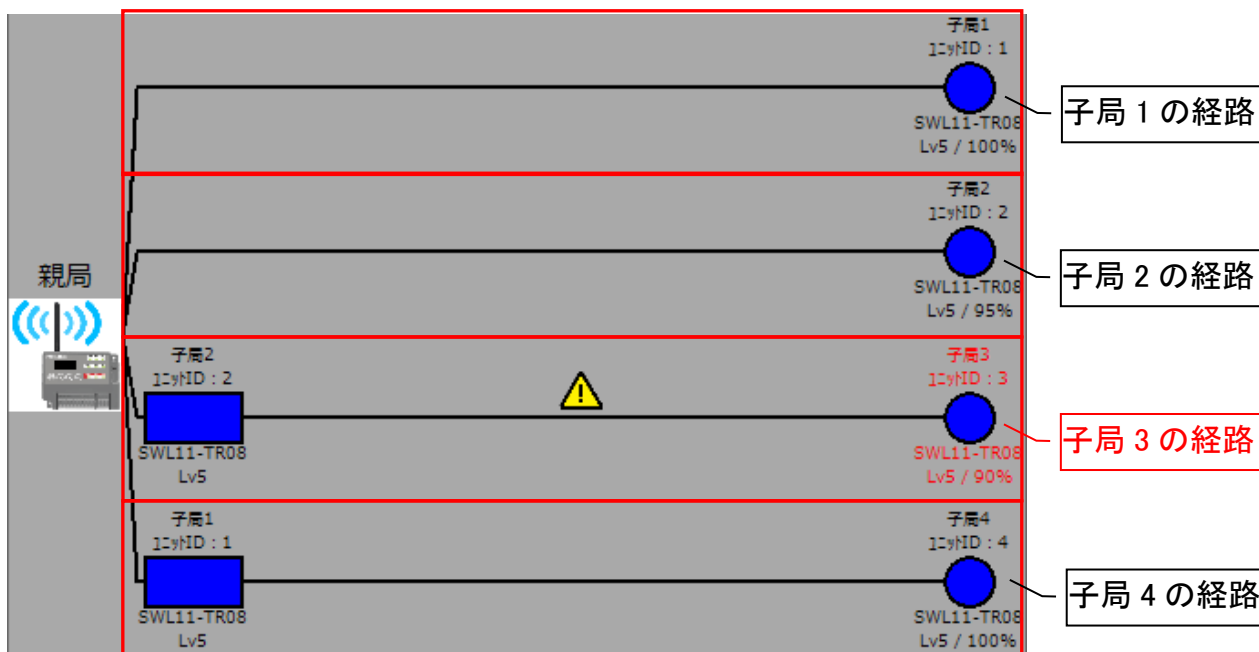 子局1
ﾕﾆｯﾄID : 1
SWL11-TR08
Lv5 / 100%
子局 1 の経路
子局2
ﾕﾆｯﾄID : 2
SWL11-TR08
Lv5 / 95%
子局 2 の経路
親局
子局2
ﾕﾆｯﾄID : 2
SWL11-TR08
Lv5
子局3
ﾕﾆｯﾄID : 3
SWL11-TR08
Lv5 / 90%
子局 3 の経路
子局1
ﾕﾆｯﾄID : 1
SWL11-TR08
Lv5
子局4
ﾕﾆｯﾄID : 4
SWL11-TR08
Lv5 / 100%
子局 4 の経路